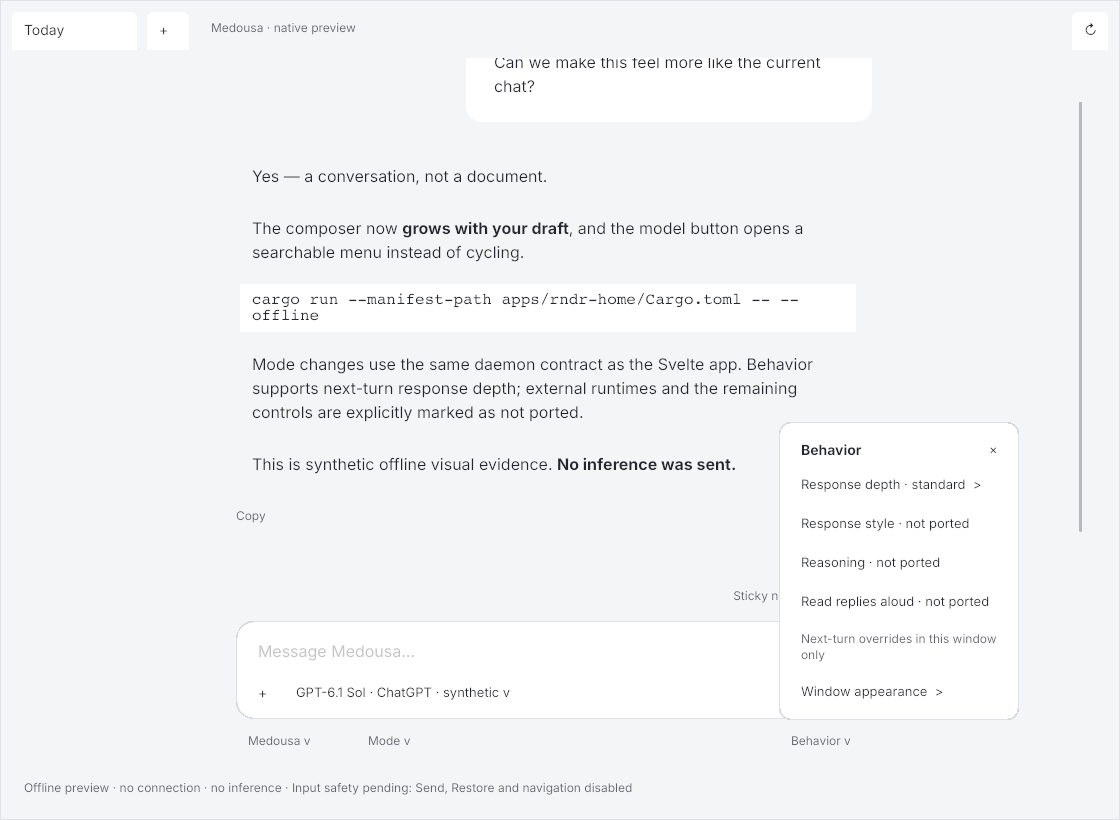 Today
+
Medousa · native preview
↻
Can we make this feel more like the current
chat?
Yes — a conversation, not a document.
The composer now grows with your draft, and the model button opens a
searchable menu instead of cycling.
cargo run --manifest-path apps/rndr-home/Cargo.toml -- --
offline
Mode changes use the same daemon contract as the Svelte app. Behavior
supports next-turn response depth; external runtimes and the remaining
controls are explicitly marked as not ported.
This is synthetic offline visual evidence. No inference was sent.
Copy
Behavior ×
Response depth · standard >
Response style · not ported
Reasoning · not ported
Read replies aloud · not ported
Next-turn overrides in this window
only
Window appearance >
Sticky n
Message Medousa...
+ GPT-6.1 Sol · ChatGPT · synthetic v
Medousa v
Mode v
Behavior v
Offline preview · no connection · no inference · Input safety pending: Send, Restore and navigation disabled